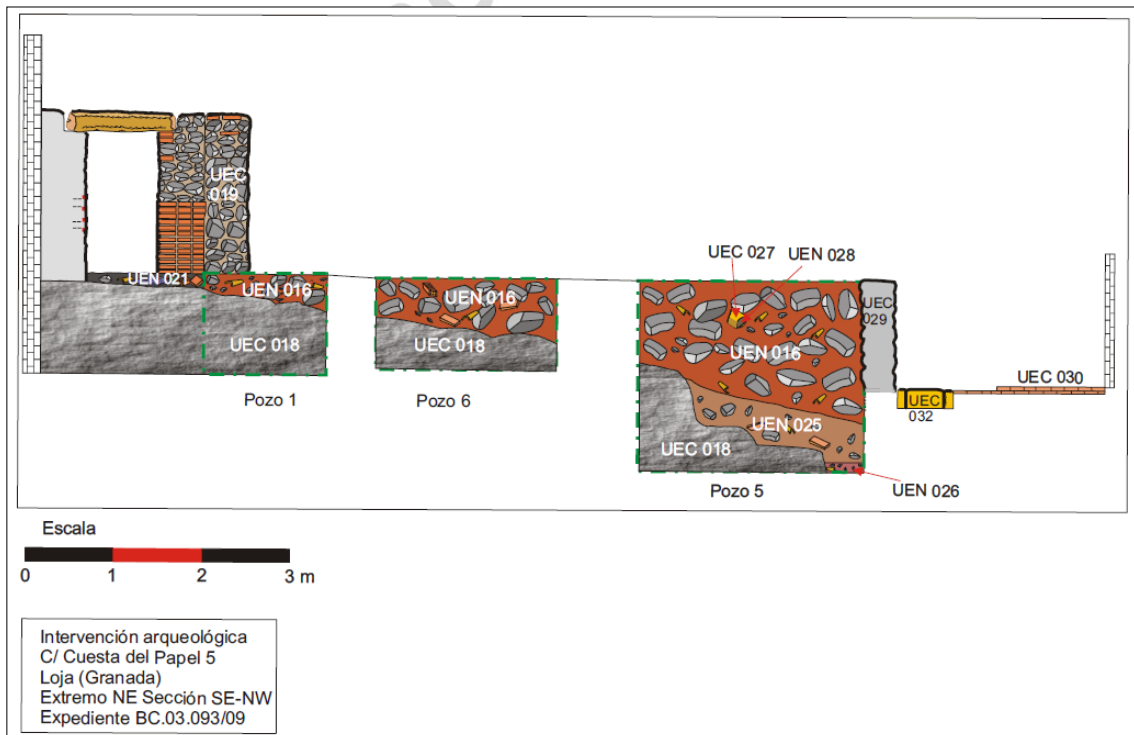 UEC
019
UEN 021
UEN 016
UEC 018
Pozo 1
UEN 016
UEC 018
Pozo 6
UEC 027
UEN 028
UEN 016
UEN 025
UEC 018
Pozo 5
UEN 026
UEC
029
UEC
032
UEC 030
Escala
0 1 2 3 m
Intervención arqueológica
C/ Cuesta del Papel 5
Loja (Granada)
Extremo NE Sección SE-NW
Expediente BC.03.093/09